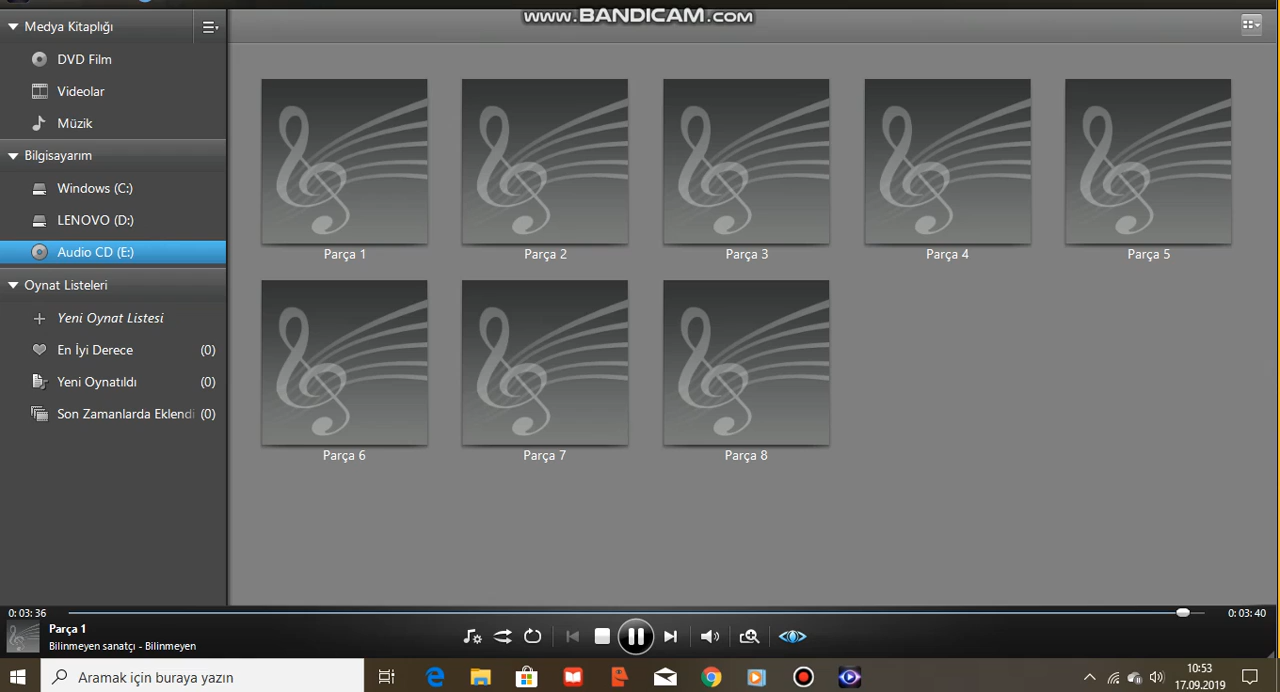 www.BANDICAM.com
Medya Kitaplığı
DVD Film
Videolar
Müzik
Bilgisayarım
Windows (C:)
LENOVO (D:)
Audio CD (E:)
Oynat Listeleri
Yeni Oynat Listesi
En İyi Derece (0)
Yeni Oynatıldı (0)
Son Zamanlarda Eklendi (0)
Parça 1
Parça 2
Parça 3
Parça 4
Parça 5
Parça 6
Parça 7
Parça 8
0:03:36
0:03:40
Parça 1
Bilinmeyen sanatçı - Bilinmeyen
Aramak için buraya yazın
10:53
17.09.2019